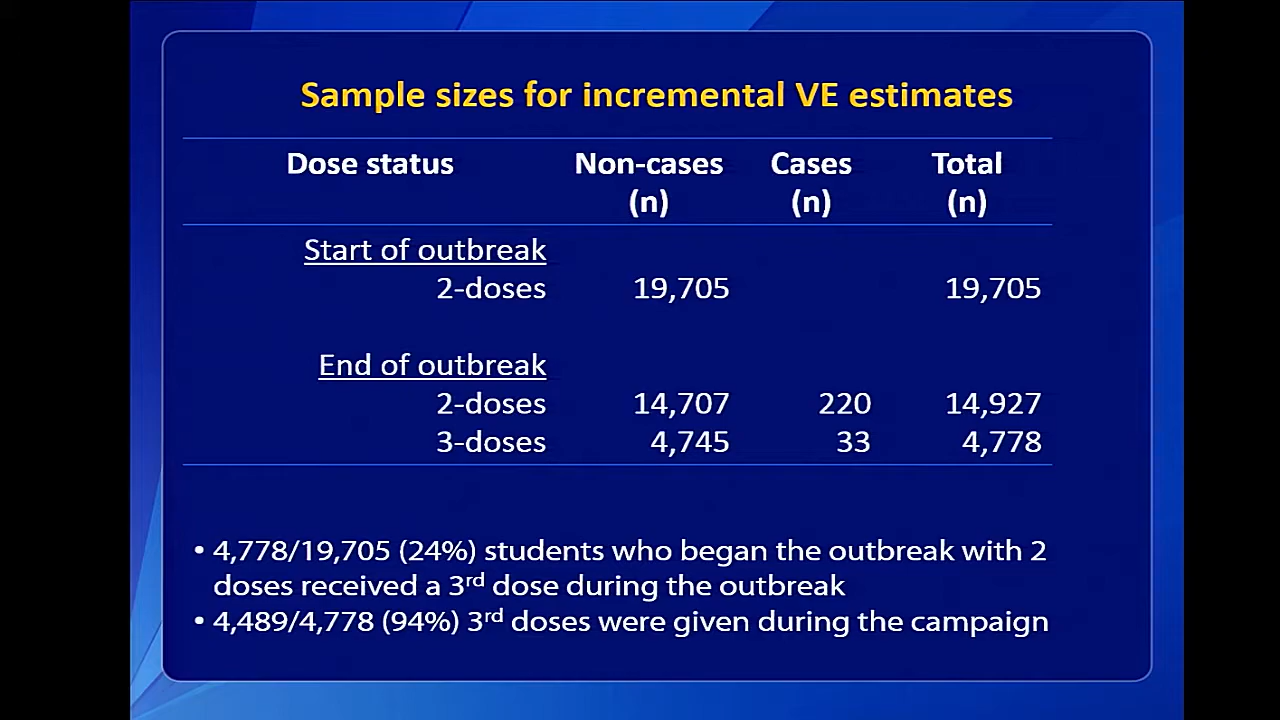 Sample sizes for incremental VE estimates
Dose status Non-cases Cases Total
(n) (n) (n)
Start of outbreak
2-doses 19,705 19,705
End of outbreak
2-doses 14,707 220 14,927
3-doses 4,745 33 4,778
• 4,778/19,705 (24%) students who began the outbreak with 2
doses received a 3rd dose during the outbreak
• 4,489/4,778 (94%) 3rd doses were given during the campaign